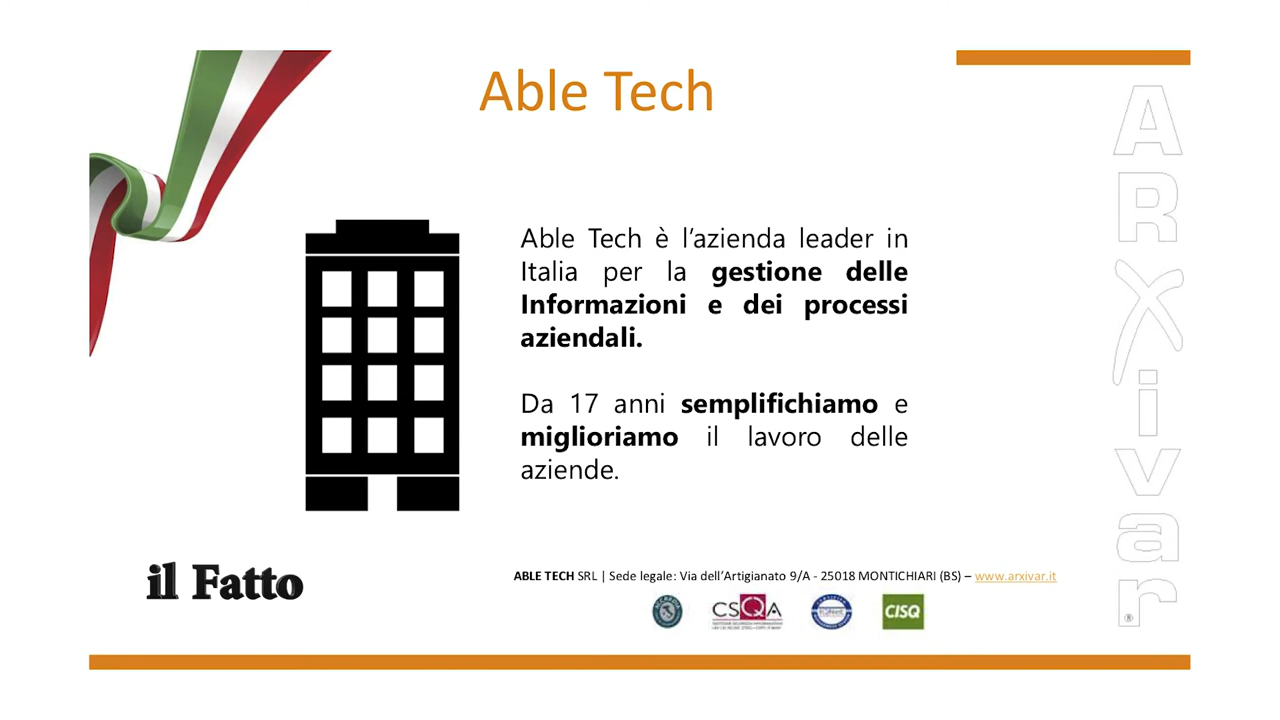 Able Tech
Able Tech è l’azienda leader in
Italia per la gestione delle
Informazioni e dei processi
aziendali.
Da 17 anni semplifichiamo e
miglioriamo il lavoro delle
aziende.
ARXivar
®
il Fatto
ABLE TECH SRL | Sede legale: Via dell’Artigianato 9/A - 25018 MONTICHIARI (BS) – www.arxivar.it
CSQA
CISQ